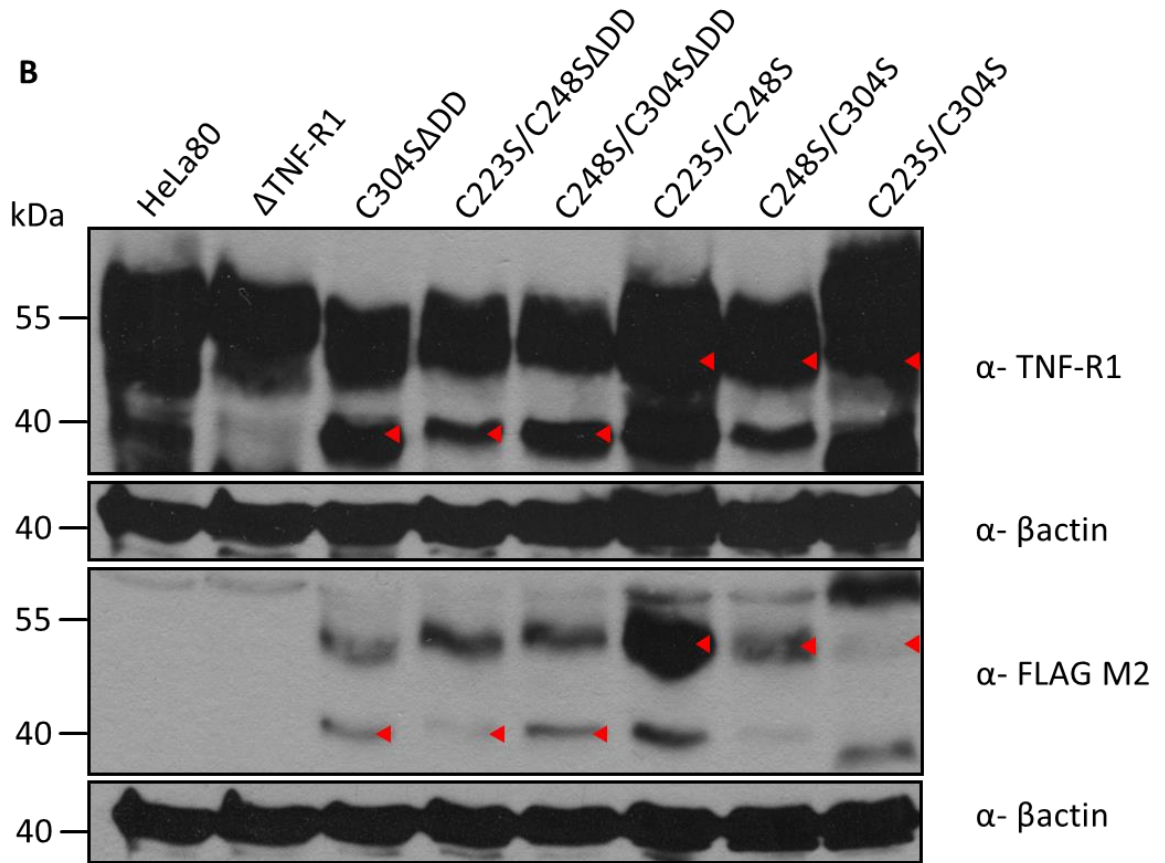 B
HeLa80
ΔTNF-R1
C304SΔDD
C223S/C248SΔDD
C248S/C304SΔDD
C223S/C248S
C248S/C304S
C223S/C304S
kDa
55
40
α- TNF-R1
40
α- βactin
55
40
α- FLAG M2
40
α- βactin